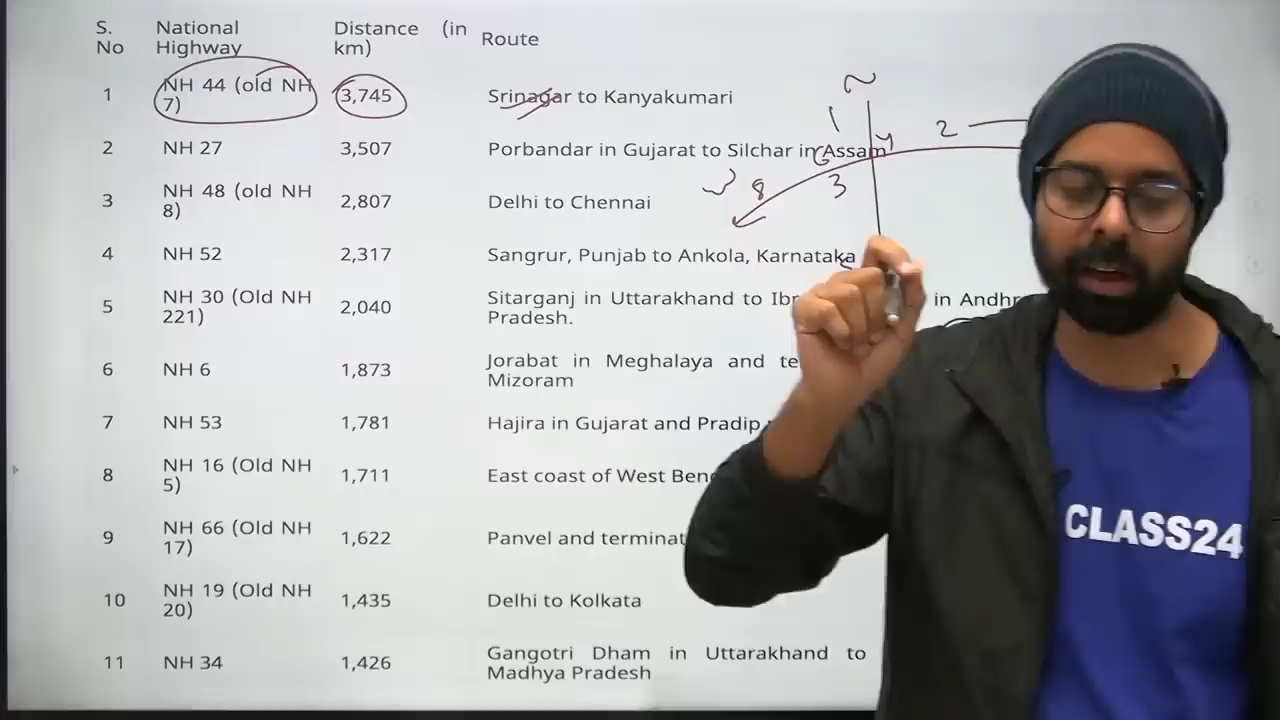 S. No
National Highway
Distance (in km)
Route
1
NH 44 (old NH 7)
3,745
Srinagar to Kanyakumari
2
NH 27
3,507
Porbandar in Gujarat to Silchar in Assam
3
NH 48 (old NH 8)
2,807
Delhi to Chennai
4
NH 52
2,317
Sangrur, Punjab to Ankola, Karnataka
5
NH 30 (Old NH 221)
2,040
Sitarganj in Uttarakhand to
in
Pradesh.
6
NH 6
1,873
Jorabat in Meghalaya and
Mizoram
7
NH 53
1,781
Hajira in Gujarat and Pradip
8
NH 16 (Old NH 5)
1,711
East coast of West
9
NH 66 (Old NH 17)
1,622
Panvel and
10
NH 19 (Old NH 20)
1,435
Delhi to Kolkata
11
NH 34
1,426
Gangotri Dham in Uttarakhand to
Madhya Pradesh
N
1
2
4
8
3
CLASS24